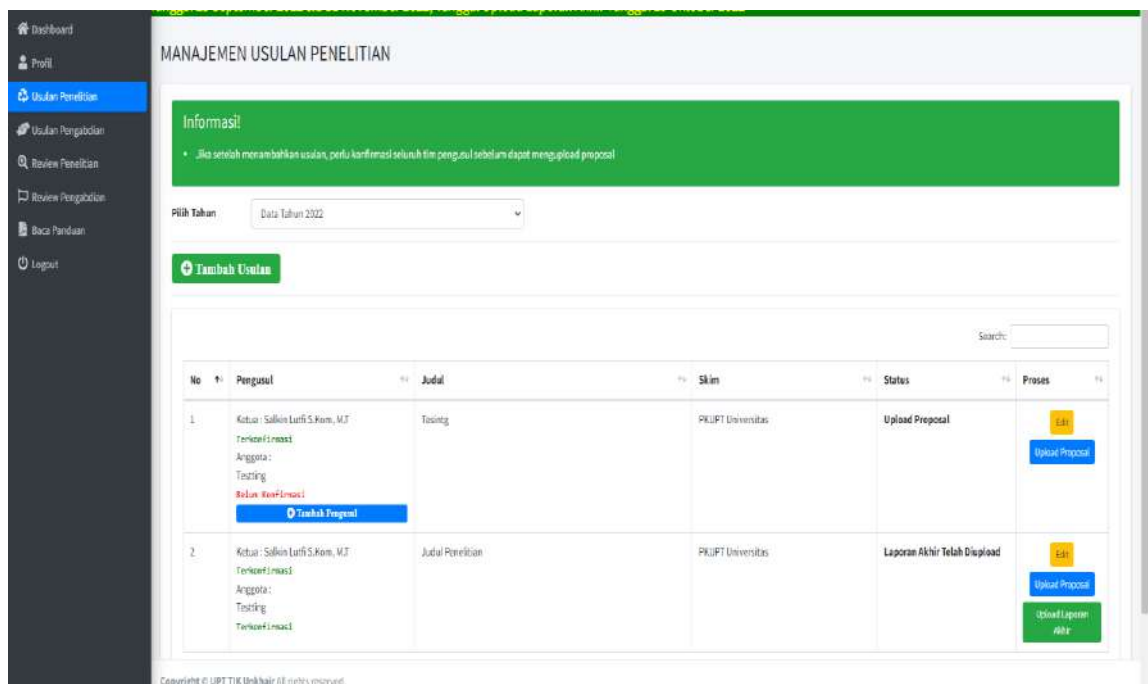 Dashboard
Profil
Usulan Penelitian
Usulan Pengabdian
Review Penelitian
Review Pengabdian
Baca Panduan
Logout
MANAJEMEN USULAN PENELITIAN
Informasi!
Jika setelah menambahkan usulan, perlu konfirmasi seluruh tim pengusul sebelum dapat mengupload proposal
Pilih Tahun Data Tahun 2022
Tambah Usulan
Search:
No Pengusul Judul Skim Status Proses
1 Ketua : Salkin Lutfi S.Kom, M.T Tesintg PKUPT Universitas Upload Proposal Edit
Terkonfirmasi
Upload Proposal
Anggota :
Testting
Belum Konfirmasi
Tambah Pengusul
2 Ketua : Salkin Lutfi S.Kom, M.T Judul Penelitian PKUPT Universitas Laporan Akhir Telah Diupload Edit
Terkonfirmasi
Upload Proposal
Anggota :
Testting
Upload Laporan Akhir
Terkonfirmasi
Copyright © UPT TIK Unkhair All rights reserved.